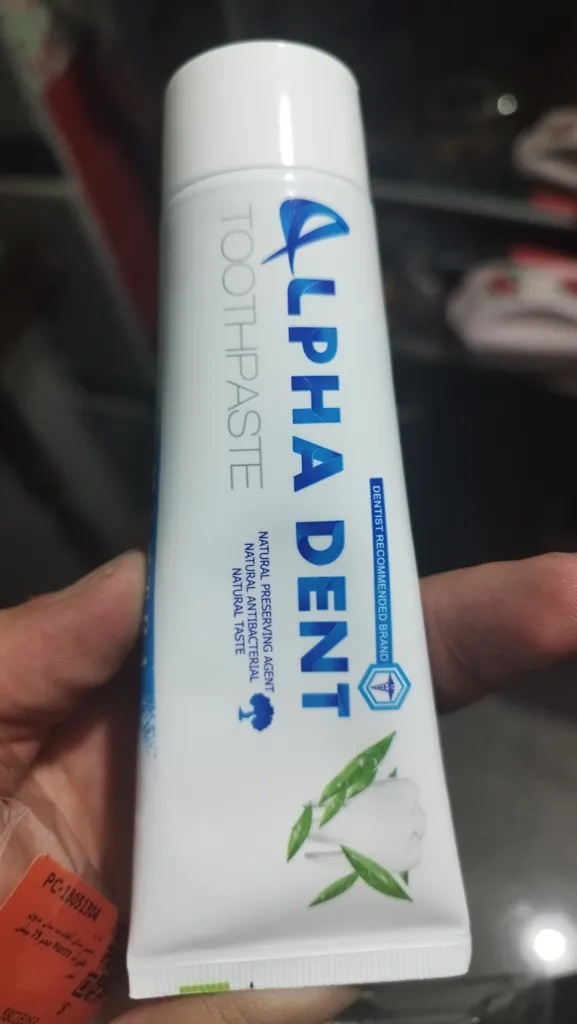 ALPHA DENT
TOOTHPASTE
DENTIST RECOMMENDED BRAND
NATURAL PRESERVING AGENT
NATURAL ANTIBACTERIAL
NATURAL TASTE
PC-18051304